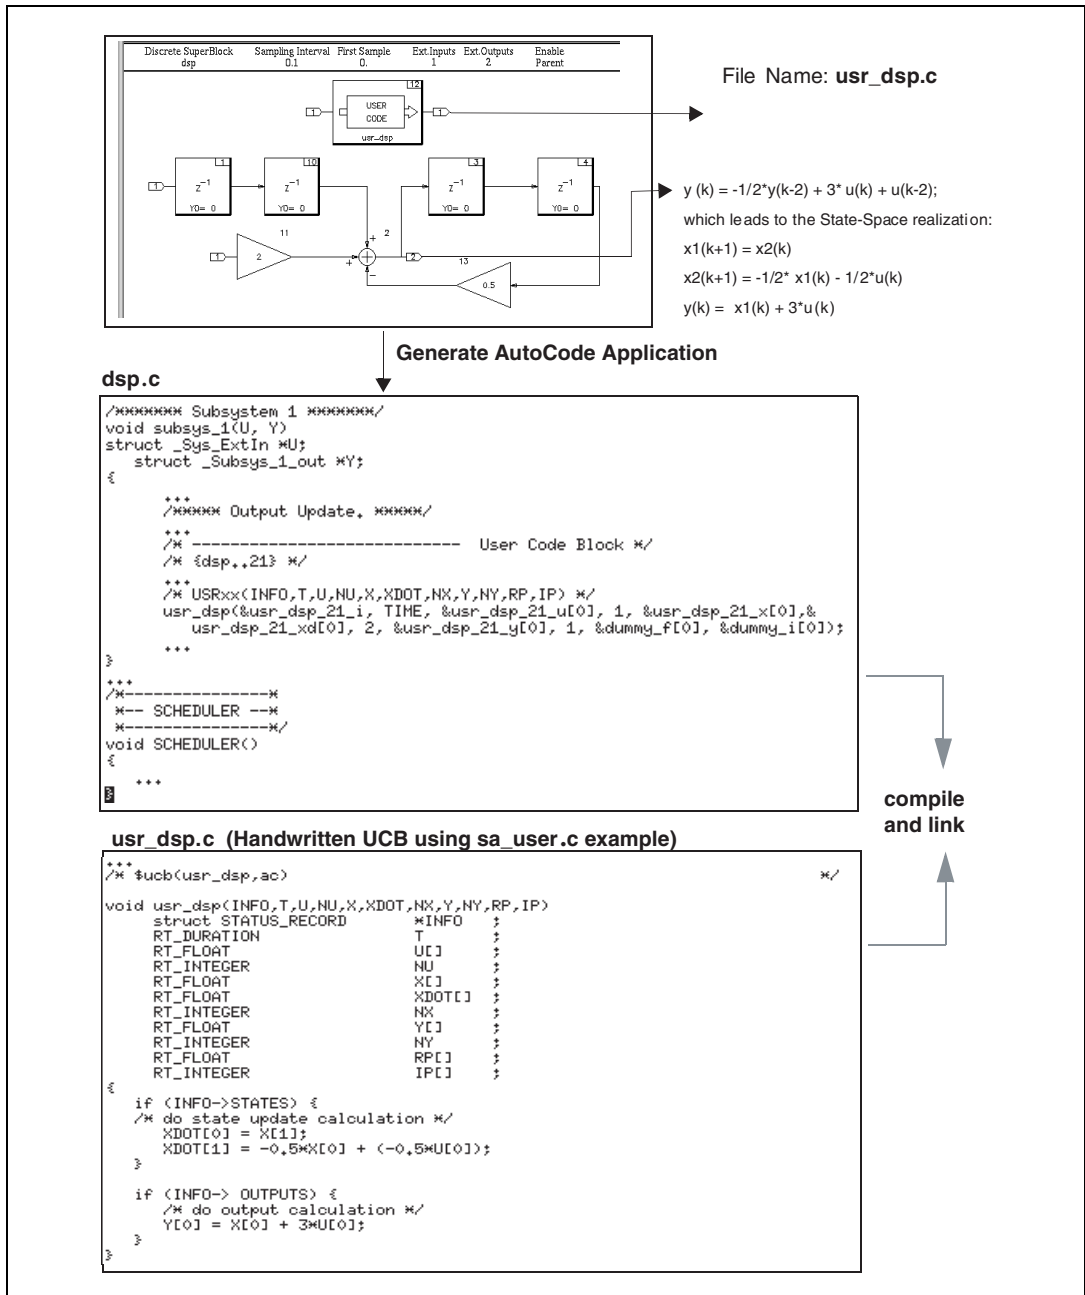 Discrete SuperBlock Sampling Interval First Sample Ext.Inputs Ext.Outputs Enable
dsp 0.1 0. 1 2 Parent
File Name: usr_dsp.c
12
1 USER 1
CODE
usr_dsp
1 10 3 4
1 z-1 z-1 z-1 z-1
Y0= 0 Y0= 0 Y0= 0 Y0= 0
y (k) = -1/2*y(k-2) + 3* u(k) + u(k-2);
which leads to the State-Space realization:
x1(k+1) = x2(k)
x2(k+1) = -1/2* x1(k) - 1/2*u(k)
y(k) = x1(k) + 3*u(k)
11 2
+
1 2 + 2
- 13
0.5
Generate AutoCode Application
dsp.c
/******* Subsystem 1 *******/
void subsys_1(U, Y)
struct _Sys_ExtIn *U;
struct _Subsys_1_out *Y;
{
...
/***** Output Update. *****/
...
/* ---------------------------- User Code Block */
/* {dsp..21} */
...
/* USRxx(INFO,T,U,NU,X,XDOT,NX,Y,NY,RP,IP) */
usr_dsp(&usr_dsp_21_i, TIME, &usr_dsp_21_u[0], 1, &usr_dsp_21_x[0],&
usr_dsp_21_xd[0], 2, &usr_dsp_21_y[0], 1, &dummy_f[0], &dummy_i[0]);
...
}
...
/*---------------*
*-- SCHEDULER --*
*---------------*/
void SCHEDULER()
{
...
}
compile
and link
usr_dsp.c (Handwritten UCB using sa_user.c example)
...
/* $ucb(usr_dsp,ac) */
void usr_dsp(INFO,T,U,NU,X,XDOT,NX,Y,NY,RP,IP)
struct STATUS_RECORD *INFO ;
RT_DURATION T ;
RT_FLOAT U[] ;
RT_INTEGER NU ;
RT_FLOAT X[] ;
RT_FLOAT XDOT[] ;
RT_INTEGER NX ;
RT_FLOAT Y[] ;
RT_INTEGER NY ;
RT_FLOAT RP[] ;
RT_INTEGER IP[] ;
{
if (INFO->STATES) {
/* do state update calculation */
XDOT[0] = X[1];
XDOT[1] = -0.5*X[0] + (-0.5*U[0]);
}
if (INFO-> OUTPUTS) {
/* do output calculation */
Y[0] = X[0] + 3*U[0];
}
}